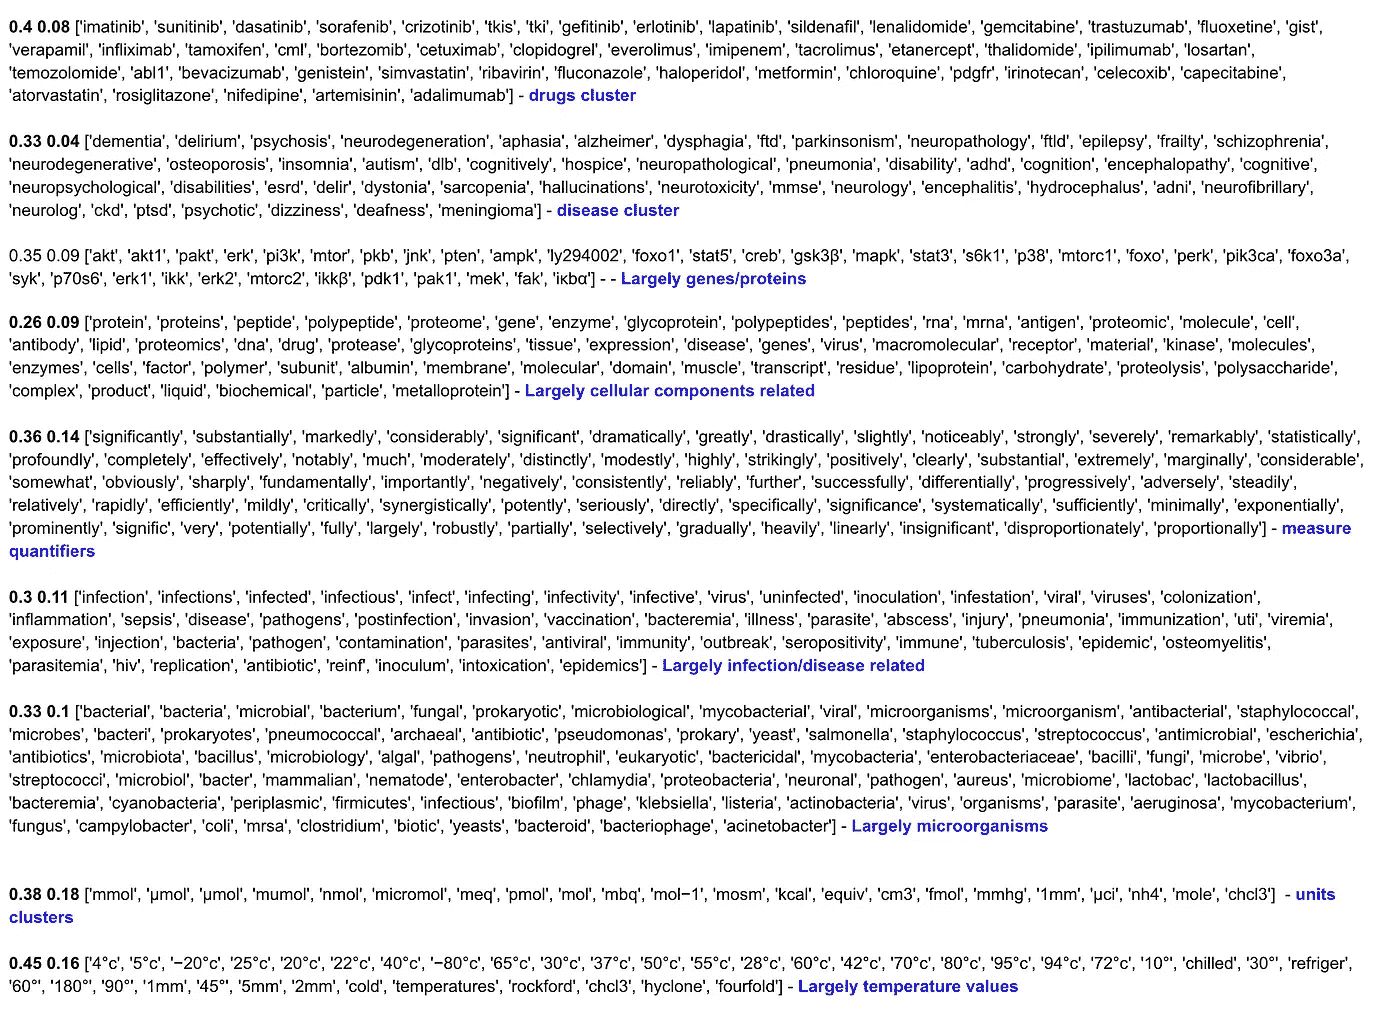 0.4 0.08 ['imatinib', 'sunitinib', 'dasatinib', 'sorafenib', 'crizotinib', 'tkis', 'tki', 'gefitinib', 'erlotinib', 'lapatinib', 'sildenafil', 'lenalidomide', 'gemcitabine', 'trastuzumab', 'fluoxetine', 'gist',
'verapamil', 'infliximab', 'tamoxifen', 'cml', 'bortezomib', 'cetuximab', 'clopidogrel', 'everolimus', 'imipenem', 'tacrolimus', 'etanercept', 'thalidomide', 'ipilimumab', 'losartan',
'temozolomide', 'abl1', 'bevacizumab', 'genistein', 'simvastatin', 'ribavirin', 'fluconazole', 'haloperidol', 'metformin', 'chloroquine', 'pdgfr', 'irinotecan', 'celecoxib', 'capecitabine',
'atorvastatin', 'rosiglitazone', 'nifedipine', 'artemisinin', 'adalimumab'] - drugs cluster
0.33 0.04 ['dementia', 'delirium', 'psychosis', 'neurodegeneration', 'aphasia', 'alzheimer', 'dysphagia', 'ftd', 'parkinsonism', 'neuropathology', 'ftld', 'epilepsy', 'frailty', 'schizophrenia',
'neurodegenerative', 'osteoporosis', 'insomnia', 'autism', 'dlb', 'cognitively', 'hospice', 'neuropathological', 'pneumonia', 'disability', 'adhd', 'cognition', 'encephalopathy', 'cognitive',
'neuropsychological', 'disabilities', 'esrd', 'delir', 'dystonia', 'sarcopenia', 'hallucinations', 'neurotoxicity', 'mmse', 'neurology', 'encephalitis', 'hydrocephalus', 'adni', 'neurofibrillary',
'neurolog', 'ckd', 'ptsd', 'psychotic', 'dizziness', 'deafness', 'meningioma'] - disease cluster
0.35 0.09 ['akt', 'akt1', 'pakt', 'erk', 'pi3k', 'mtor', 'pkb', 'jnk', 'pten', 'ampk', 'ly294002', 'foxo1', 'stat5', 'creb', 'gsk3β', 'mapk', 'stat3', 's6k1', 'p38', 'mtorc1', 'foxo', 'perk', 'pik3ca', 'foxo3a',
'syk', 'p70s6', 'erk1', 'ikk', 'erk2', 'mtorc2', 'ikkβ', 'pdk1', 'pak1', 'mek', 'fak', 'iκbα'] - - Largely genes/proteins
0.26 0.09 ['protein', 'proteins', 'peptide', 'polypeptide', 'proteome', 'gene', 'enzyme', 'glycoprotein', 'polypeptides', 'peptides', 'rna', 'mrna', 'antigen', 'proteomic', 'molecule', 'cell',
'antibody', 'lipid', 'proteomics', 'dna', 'drug', 'protease', 'glycoproteins', 'tissue', 'expression', 'disease', 'genes', 'virus', 'macromolecular', 'receptor', 'material', 'kinase', 'molecules',
'enzymes', 'cells', 'factor', 'polymer', 'subunit', 'albumin', 'membrane', 'molecular', 'domain', 'muscle', 'transcript', 'residue', 'lipoprotein', 'carbohydrate', 'proteolysis', 'polysaccharide',
'complex', 'product', 'liquid', 'biochemical', 'particle', 'metalloprotein'] - Largely cellular components related
0.36 0.14 ['significantly', 'substantially', 'markedly', 'considerably', 'significant', 'dramatically', 'greatly', 'drastically', 'slightly', 'noticeably', 'strongly', 'severely', 'remarkably', 'statistically',
'profoundly', 'completely', 'effectively', 'notably', 'much', 'moderately', 'distinctly', 'modestly', 'highly', 'strikingly', 'positively', 'clearly', 'substantial', 'extremely', 'marginally', 'considerable',
'somewhat', 'obviously', 'sharply', 'fundamentally', 'importantly', 'negatively', 'consistently', 'reliably', 'further', 'successfully', 'differentially', 'progressively', 'adversely', 'steadily',
'relatively', 'rapidly', 'efficiently', 'mildly', 'critically', 'synergistically', 'potently', 'seriously', 'directly', 'specifically', 'significance', 'systematically', 'sufficiently', 'minimally', 'exponentially',
'prominently', 'signific', 'very', 'potentially', 'fully', 'largely', 'robustly', 'partially', 'selectively', 'gradually', 'heavily', 'linearly', 'insignificant', 'disproportionately', 'proportionally'] - measure
quantifiers
0.3 0.11 ['infection', 'infections', 'infected', 'infectious', 'infect', 'infecting', 'infectivity', 'infective', 'virus', 'uninfected', 'inoculation', 'infestation', 'viral', 'viruses', 'colonization',
'inflammation', 'sepsis', 'disease', 'pathogens', 'postinfection', 'invasion', 'vaccination', 'bacteremia', 'illness', 'parasite', 'abscess', 'injury', 'pneumonia', 'immunization', 'uti', 'viremia',
'exposure', 'injection', 'bacteria', 'pathogen', 'contamination', 'parasites', 'antiviral', 'immunity', 'outbreak', 'seropositivity', 'immune', 'tuberculosis', 'epidemic', 'osteomyelitis',
'parasitemia', 'hiv', 'replication', 'antibiotic', 'reinf', 'inoculum', 'intoxication', 'epidemics'] - Largely infection/disease related
0.33 0.1 ['bacterial', 'bacteria', 'microbial', 'bacterium', 'fungal', 'prokaryotic', 'microbiological', 'mycobacterial', 'viral', 'microorganisms', 'microorganism', 'antibacterial', 'staphylococcal',
'microbes', 'bacteri', 'prokaryotes', 'pneumococcal', 'archaeal', 'antibiotic', 'pseudomonas', 'prokary', 'yeast', 'salmonella', 'staphylococcus', 'streptococcus', 'antimicrobial', 'escherichia',
'antibiotics', 'microbiota', 'bacillus', 'microbiology', 'algal', 'pathogens', 'neutrophil', 'eukaryotic', 'bactericidal', 'mycobacteria', 'enterobacteriaceae', 'bacilli', 'fungi', 'microbe', 'vibrio',
'streptococci', 'microbiol', 'bacter', 'mammalian', 'nematode', 'enterobacter', 'chlamydia', 'proteobacteria', 'neuronal', 'pathogen', 'aureus', 'microbiome', 'lactobac', 'lactobacillus',
'bacteremia', 'cyanobacteria', 'periplasmic', 'firmicutes', 'infectious', 'biofilm', 'phage', 'klebsiella', 'listeria', 'actinobacteria', 'virus', 'organisms', 'parasite', 'aeruginosa', 'mycobacterium',
'fungus', 'campylobacter', 'coli', 'mrsa', 'clostridium', 'biotic', 'yeasts', 'bacteroid', 'bacteriophage', 'acinetobacter'] - Largely microorganisms
0.38 0.18 ['mmol', 'μmol', 'µmol', 'mumol', 'nmol', 'micromol', 'meq', 'pmol', 'mol', 'mbq', 'mol−1', 'mosm', 'kcal', 'equiv', 'cm3', 'fmol', 'mmhg', '1mm', 'μci', 'nh4', 'mole', 'chcl3'] - units
clusters
0.45 0.16 ['4°c', '5°c', '−20°c', '25°c', '20°c', '22°c', '40°c', '−80°c', '65°c', '30°c', '37°c', '50°c', '55°c', '28°c', '60°c', '42°c', '70°c', '80°c', '95°c', '94°c', '72°c', '10°', 'chilled', '30°', 'refriger',
'60°', '180°', '90°', '1mm', '45°', '5mm', '2mm', 'cold', 'temperatures', 'rockford', 'chcl3', 'hyclone', 'fourfold'] - Largely temperature values